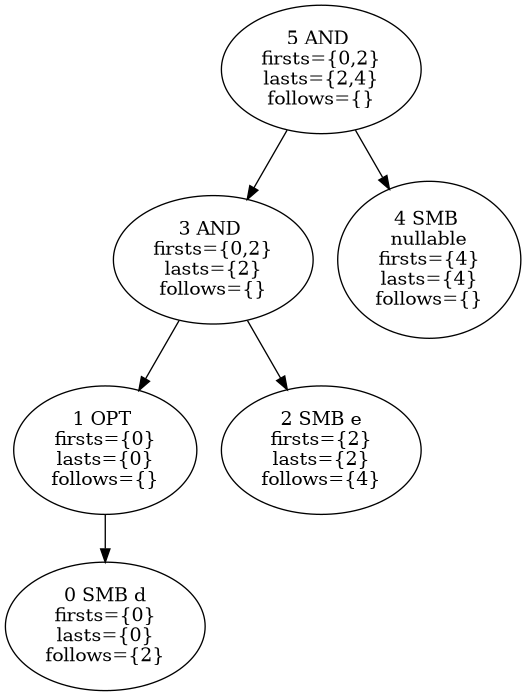 5 AND
firsts={0,2}
lasts={2,4}
follows={}
3 AND
firsts={0,2}
lasts={2}
follows={}
4 SMB
nullable
firsts={4}
lasts={4}
follows={}
1 OPT
firsts={0}
lasts={0}
follows={}
2 SMB e
firsts={2}
lasts={2}
follows={4}
0 SMB d
firsts={0}
lasts={0}
follows={2}